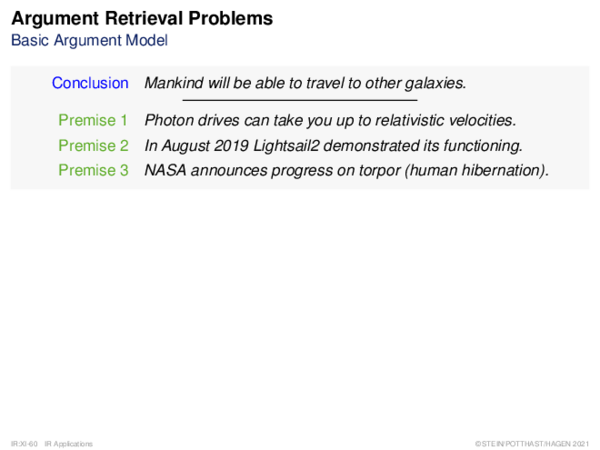 Argument Retrieval Problems
Basic Argument Model
Conclusion Mankind will be able to travel to other galaxies.
Premise 1 Photon drives can take you up to relativistic velocities.
Premise 2 In August 2019 Lightsail2 demonstrated its functioning.
Premise 3 NASA announces progress on torpor (human hibernation).
IR:XI-60 IR Applications ©STEIN/POTTHAST/HAGEN 2021